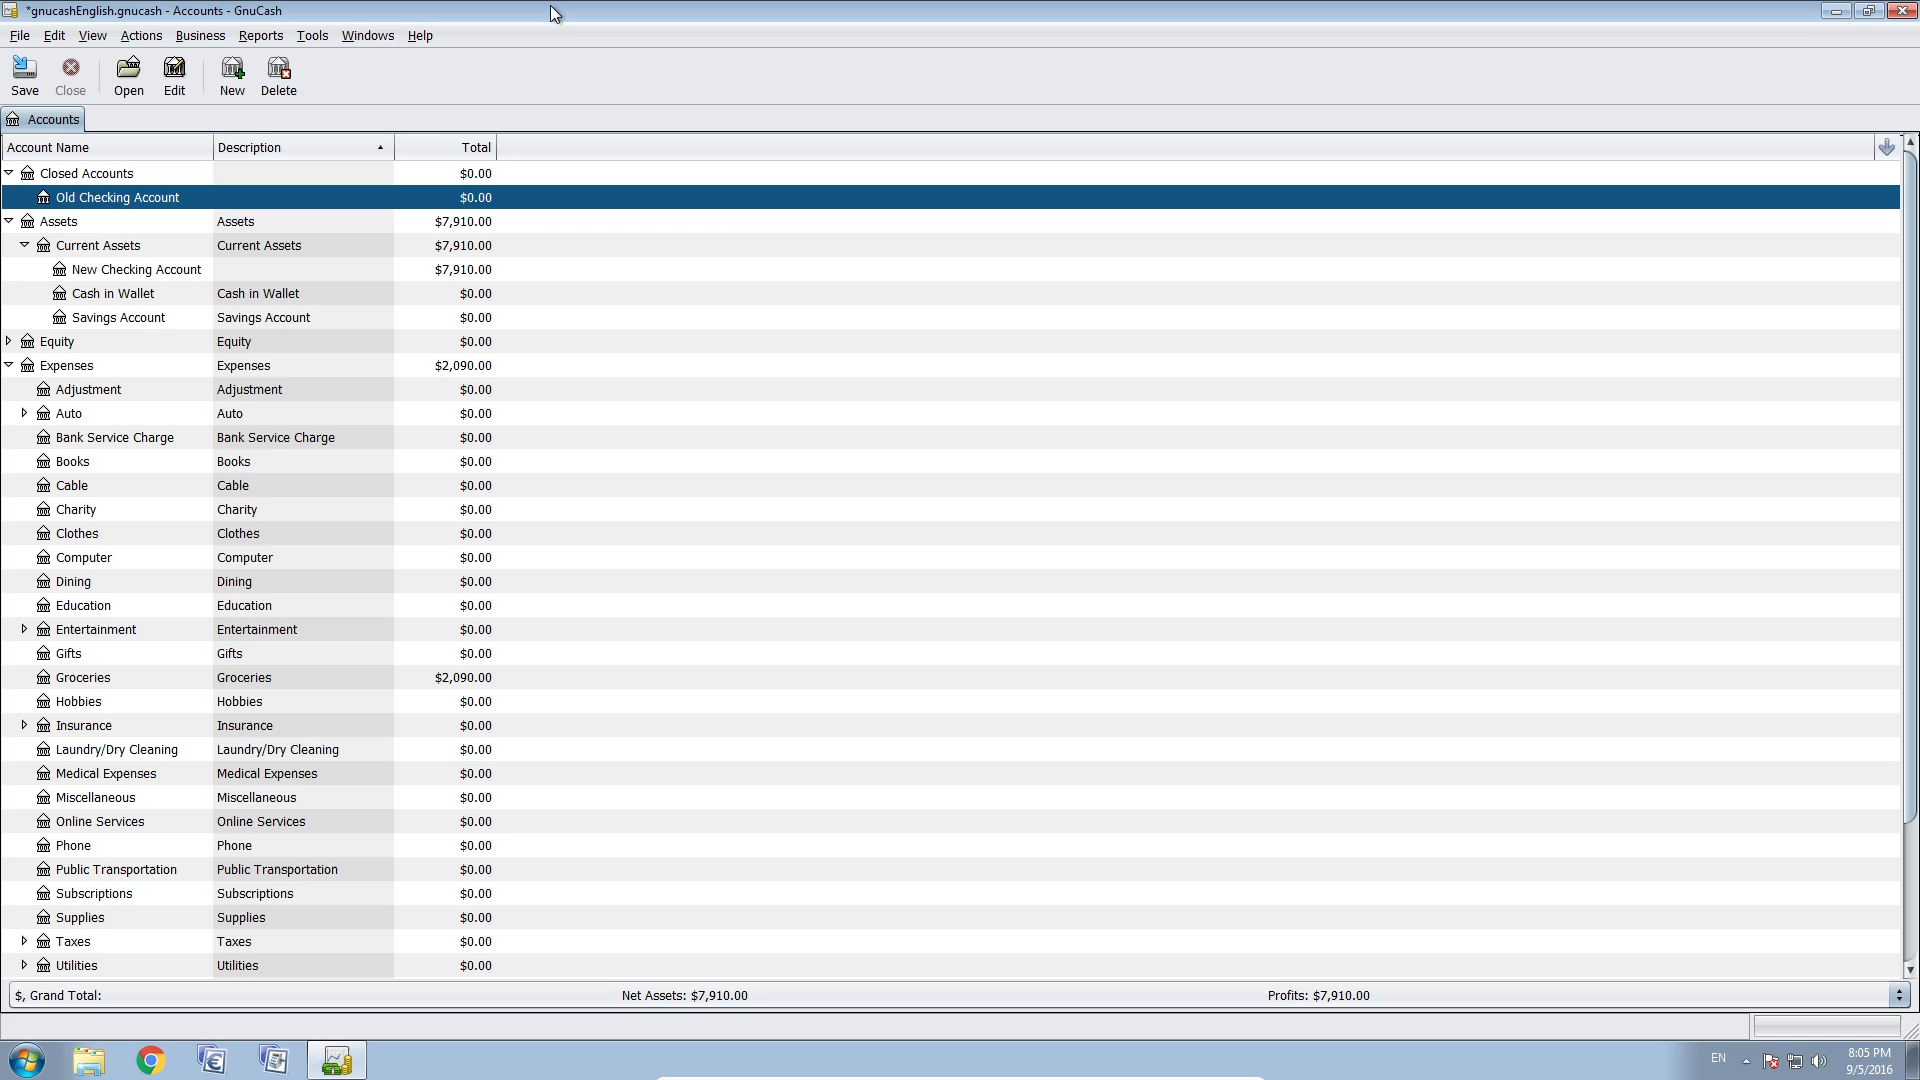 *gnucashEnglish.gnucash - Accounts - GnuCash
File Edit View Actions Business Reports Tools Windows Help
Save Close Open Edit New Delete
Accounts
Account Name Description Total
Closed Accounts $0.00
Old Checking Account $0.00
Assets Assets $7,910.00
Current Assets Current Assets $7,910.00
New Checking Account $7,910.00
Cash in Wallet Cash in Wallet $0.00
Savings Account Savings Account $0.00
Equity Equity $0.00
Expenses Expenses $2,090.00
Adjustment Adjustment $0.00
Auto Auto $0.00
Bank Service Charge Bank Service Charge $0.00
Books Books $0.00
Cable Cable $0.00
Charity Charity $0.00
Clothes Clothes $0.00
Computer Computer $0.00
Dining Dining $0.00
Education Education $0.00
Entertainment Entertainment $0.00
Gifts Gifts $0.00
Groceries Groceries $2,090.00
Hobbies Hobbies $0.00
Insurance Insurance $0.00
Laundry/Dry Cleaning Laundry/Dry Cleaning $0.00
Medical Expenses Medical Expenses $0.00
Miscellaneous Miscellaneous $0.00
Online Services Online Services $0.00
Phone Phone $0.00
Public Transportation Public Transportation $0.00
Subscriptions Subscriptions $0.00
Supplies Supplies $0.00
Taxes Taxes $0.00
Utilities Utilities $0.00
$, Grand Total: Net Assets: $7,910.00 Profits: $7,910.00
EN 8:05 PM
9/5/2016